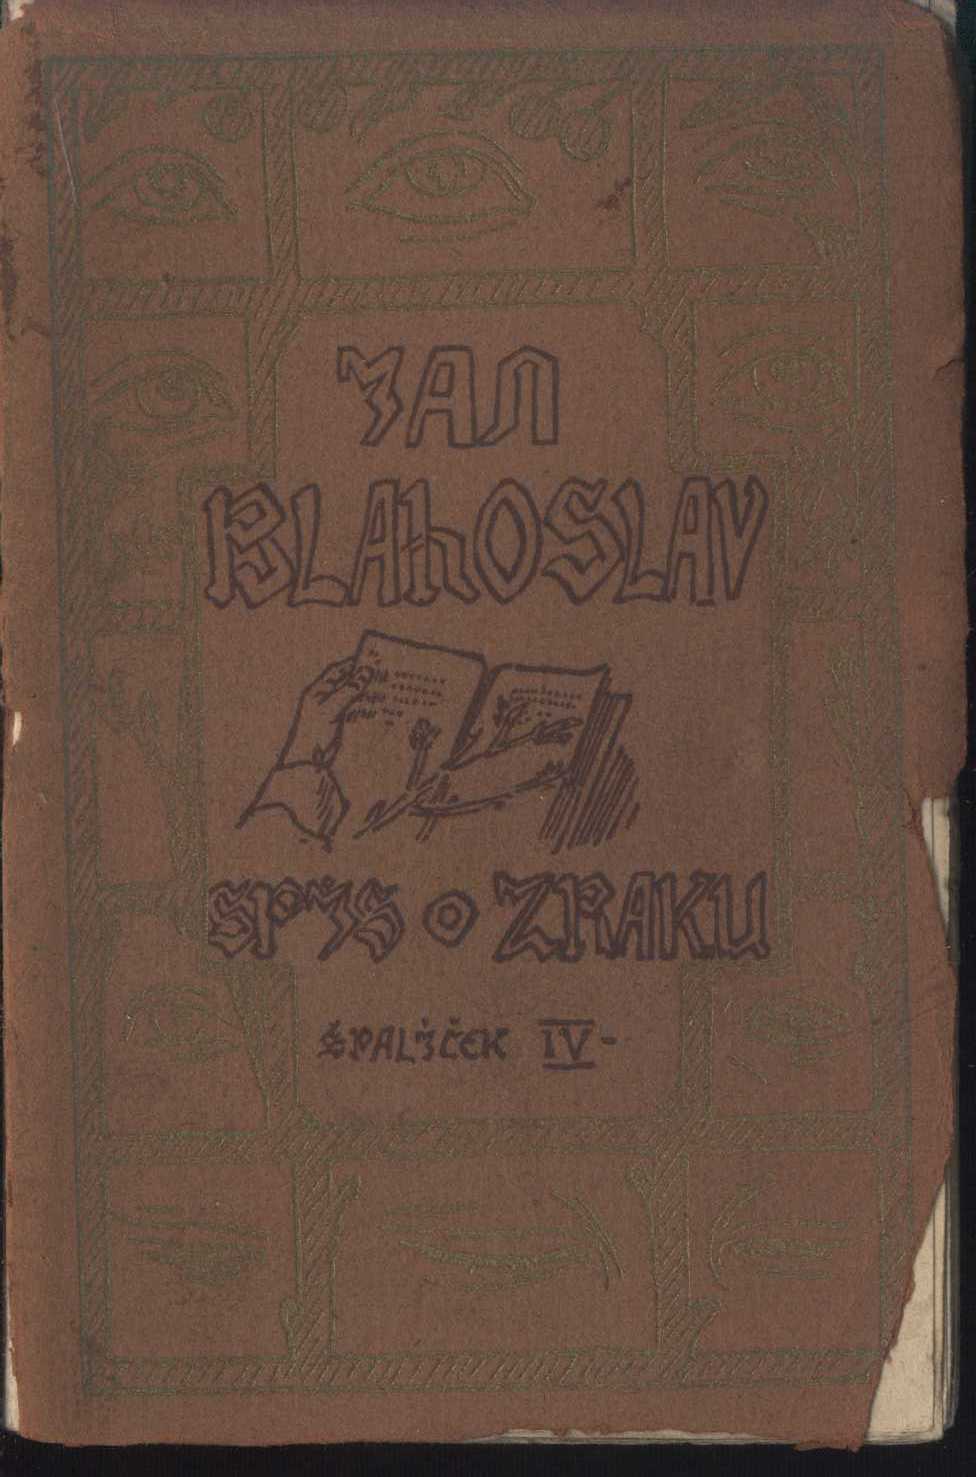 JAN
BLAHOSLAV
SPIS O ZRAKU
ŠPALÍČEK IV-